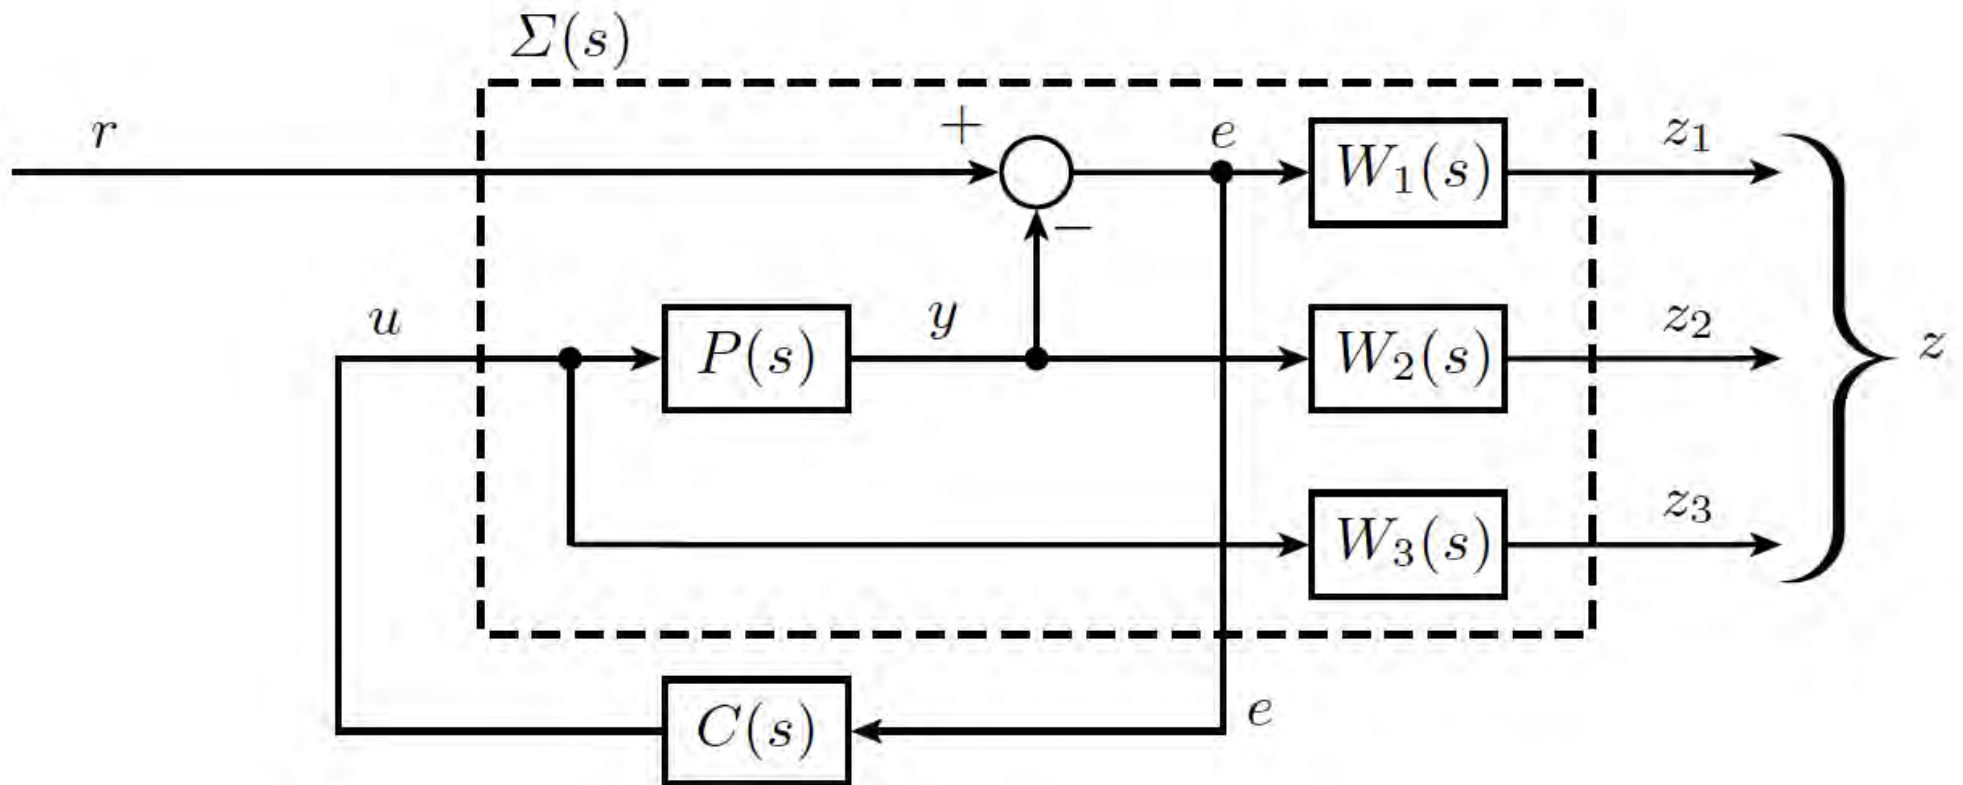 Σ(s)
r
+
e
W₁(s)
z₁
−
u
P(s)
y
W₂(s)
z₂
z
W₃(s)
z₃
C(s)
e